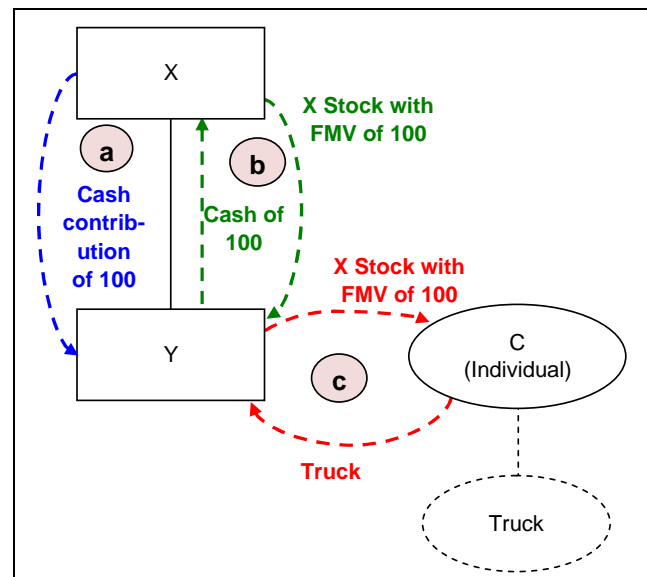 X
X Stock with
FMV of 100
a
b
Cash
contrib-
ution
of 100
Cash of
100
X Stock with
FMV of 100
Y
C
(Individual)
c
Truck
Truck